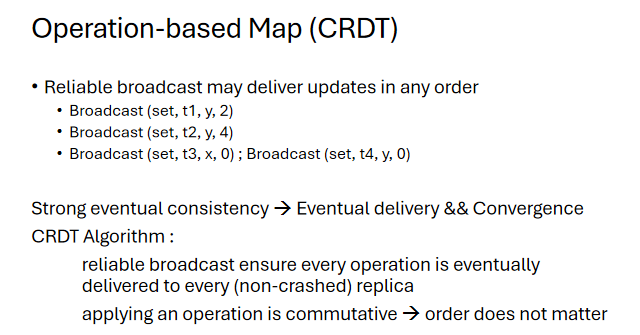 Operation-based Map (CRDT)
• Reliable broadcast may deliver updates in any order
• Broadcast (set, t1, y, 2)
• Broadcast (set, t2, y, 4)
• Broadcast (set, t3, x, 0) ; Broadcast (set, t4, y, 0)
Strong eventual consistency → Eventual delivery && Convergence
CRDT Algorithm :
reliable broadcast ensure every operation is eventually
delivered to every (non-crashed) replica
applying an operation is commutative → order does not matter